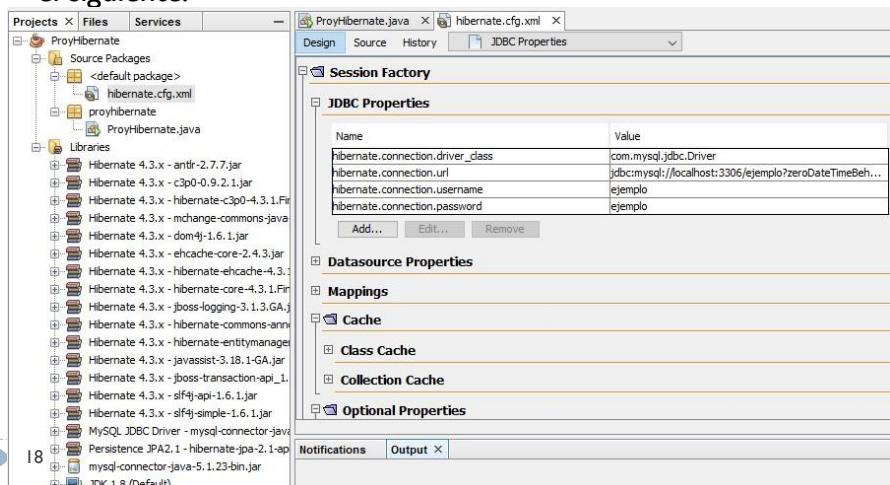 el siguiente.
Projects × Files Services
ProyHibernate
Source Packages
<default package>
hibernate.cfg.xml
proyhibernate
ProyHibernate.java
Libraries
Hibernate 4.3.x - antlr-2.7.7.jar
Hibernate 4.3.x - c3p0-0.9.2.1.jar
Hibernate 4.3.x - hibernate-c3p0-4.3.1.Fir
Hibernate 4.3.x - mchange-commons-java
Hibernate 4.3.x - dom4j-1.6.1.jar
Hibernate 4.3.x - ehcache-core-2.4.3.jar
Hibernate 4.3.x - hibernate-ehcache-4.3.1
Hibernate 4.3.x - hibernate-core-4.3.1.Fir
Hibernate 4.3.x - jboss-logging-3.1.3.GA.j
Hibernate 4.3.x - hibernate-commons-anno
Hibernate 4.3.x - hibernate-entitymanager
Hibernate 4.3.x - javassist-3.18.1-GA.jar
Hibernate 4.3.x - jboss-transaction-api_1.
Hibernate 4.3.x - slf4j-api-1.6.1.jar
Hibernate 4.3.x - slf4j-simple-1.6.1.jar
MySQL JDBC Driver - mysql-connector-java
Persistence JPA2.1 - hibernate-jpa-2.1-ap
mysql-connector-java-5.1.23-bin.jar
JDK 1.8 (Default)
18
ProyHibernate.java × hibernate.cfg.xml ×
Design Source History JDBC Properties
Session Factory
JDBC Properties
Name Value
hibernate.connection.driver_class com.mysql.jdbc.Driver
hibernate.connection.url jdbc:mysql://localhost:3306/ejemplo?zeroDateTimeBeh...
hibernate.connection.username ejemplo
hibernate.connection.password ejemplo
Add... Edit... Remove
Datasource Properties
Mappings
Cache
Class Cache
Collection Cache
Optional Properties
Notifications Output ×